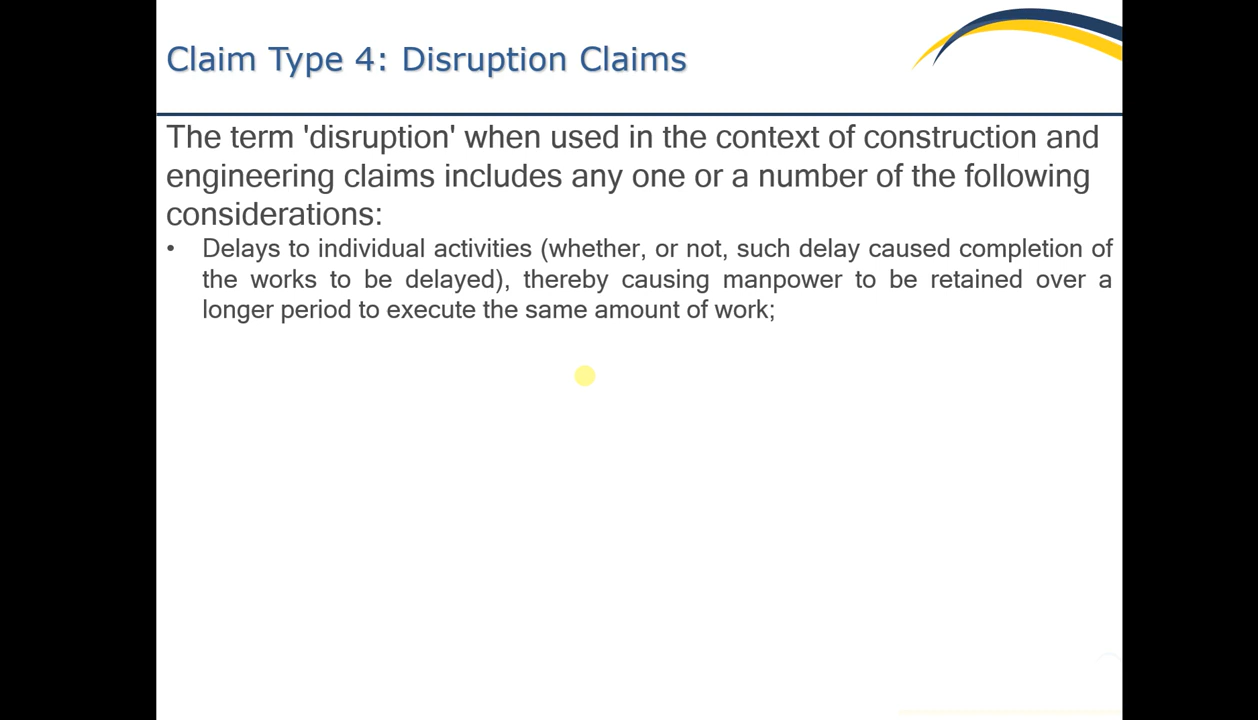 Claim Type 4: Disruption Claims
The term 'disruption' when used in the context of construction and
engineering claims includes any one or a number of the following
considerations:
• Delays to individual activities (whether, or not, such delay caused completion of
the works to be delayed), thereby causing manpower to be retained over a
longer period to execute the same amount of work;